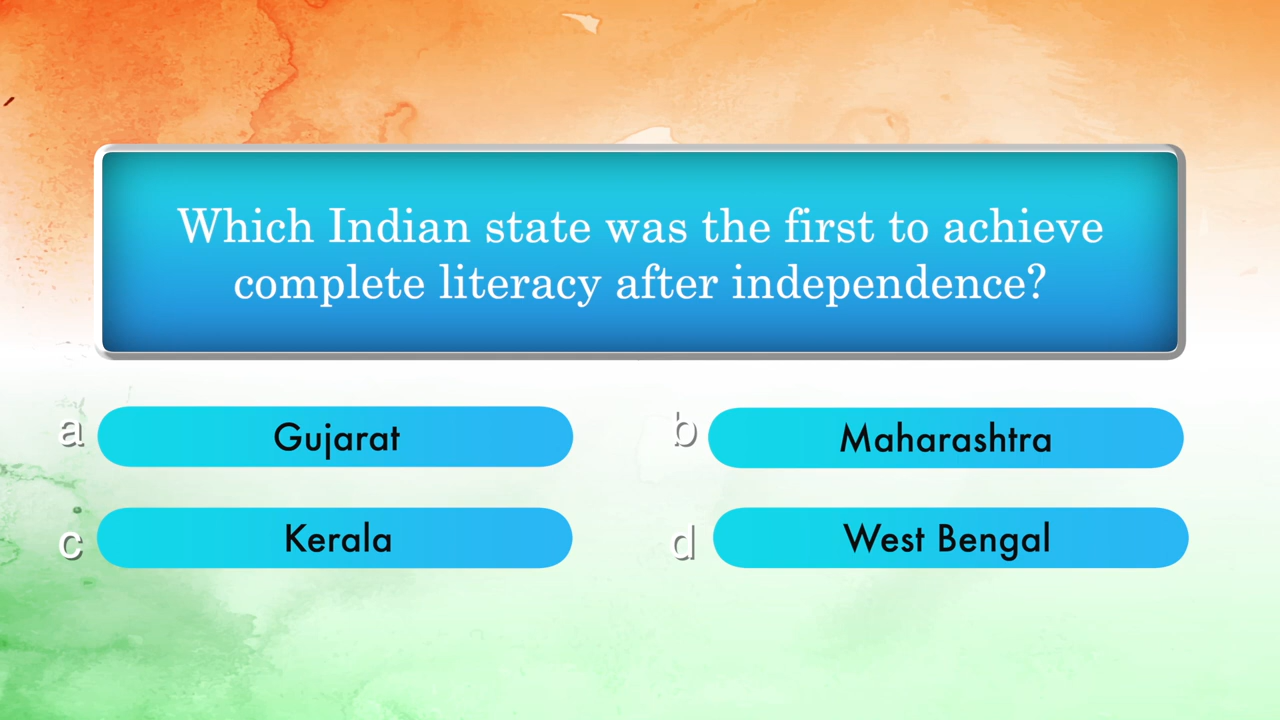 Which Indian state was the first to achieve
complete literacy after independence?
a Gujarat
b Maharashtra
c Kerala
d West Bengal